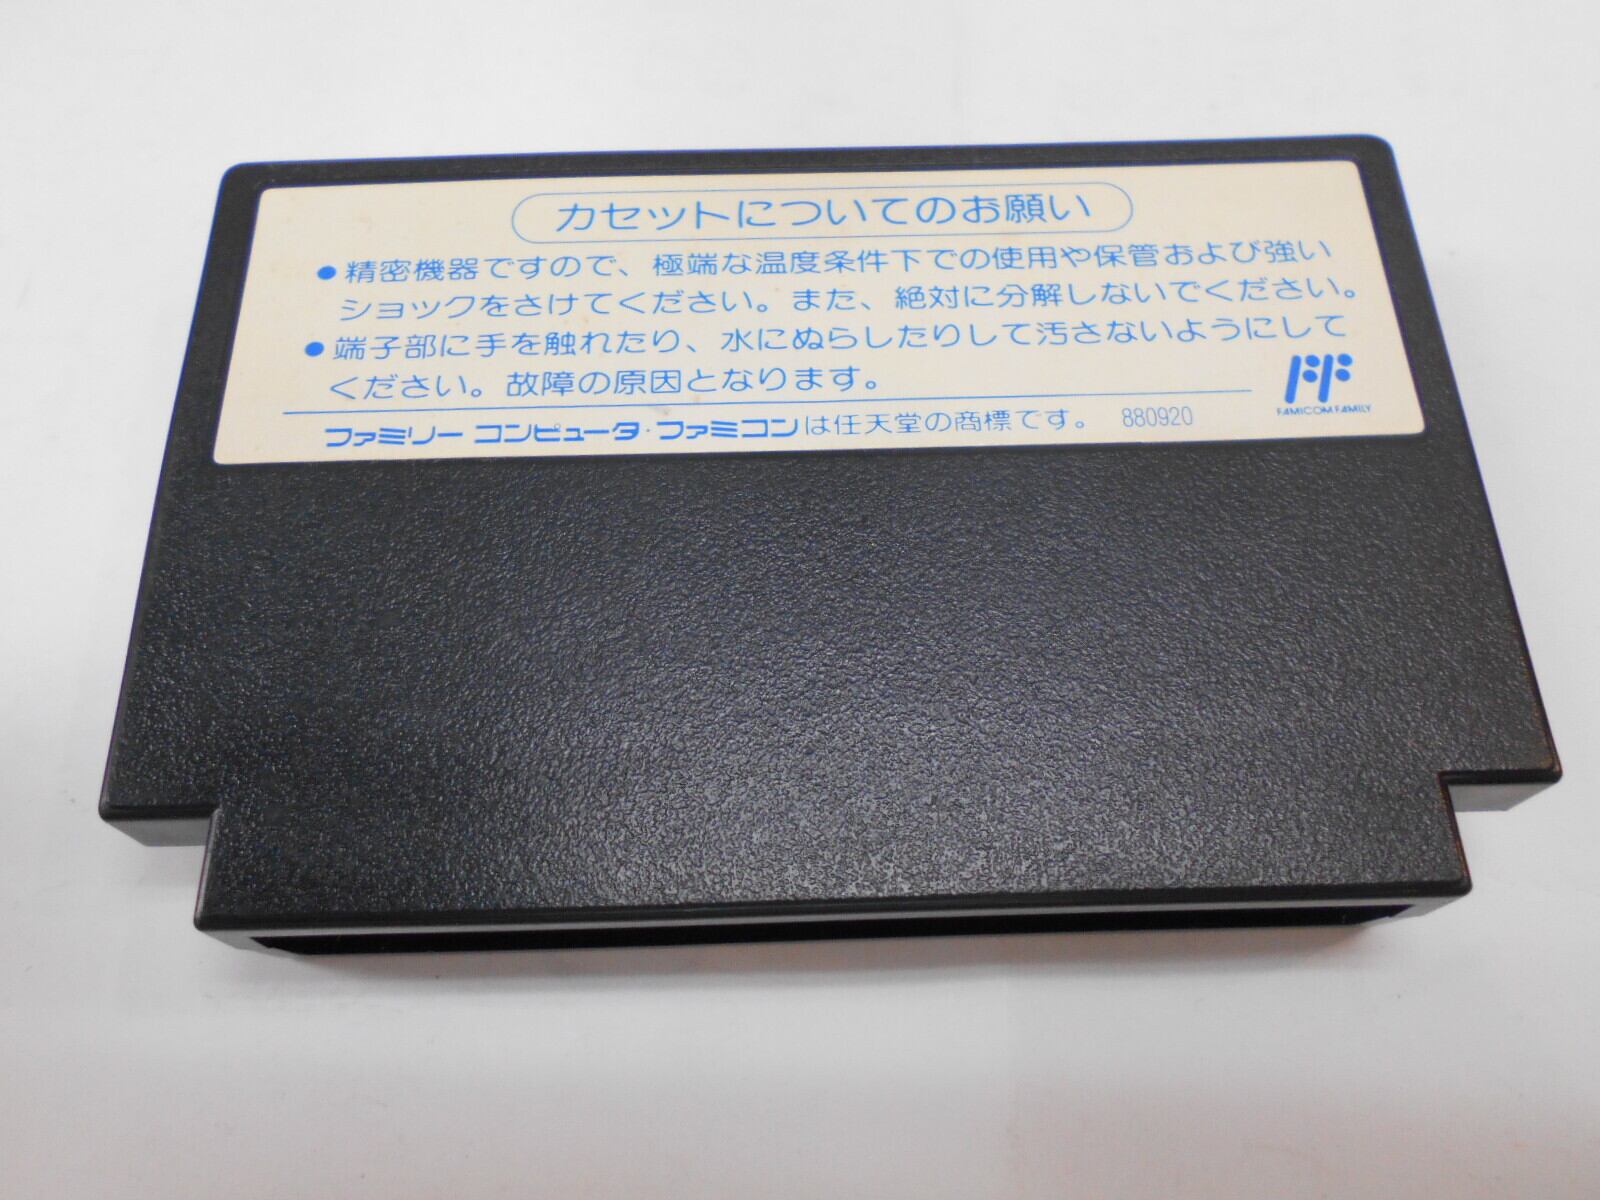 カセットについてのお願い
●精密機器ですので、極端な温度条件下での使用や保管および強い
ショックをさけてください。また、絶対に分解しないでください。
●端子部に手を触れたり、水にぬらしたりして汚さないようにして
ください。故障の原因となります。
FF
FAMICOM FAMILY
ファミリー コンピュータ・ファミコンは任天堂の商標です。 880920